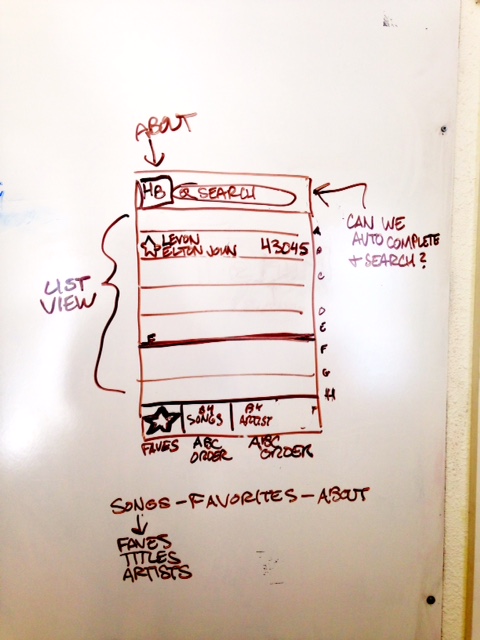 ABOUT
HB SEARCH
CAN WE
AUTO COMPLETE
+ SEARCH?
LIST
VIEW
LEVON
ELTON JOHN 43045
A
B
C
D
E
F
G
H
E
BY
SONGS
BY
ARTIST
FAVES
ABC
ORDER
ABC
ORDER
SONGS - FAVORITES - ABOUT
FAVES
TITLES
ARTISTS